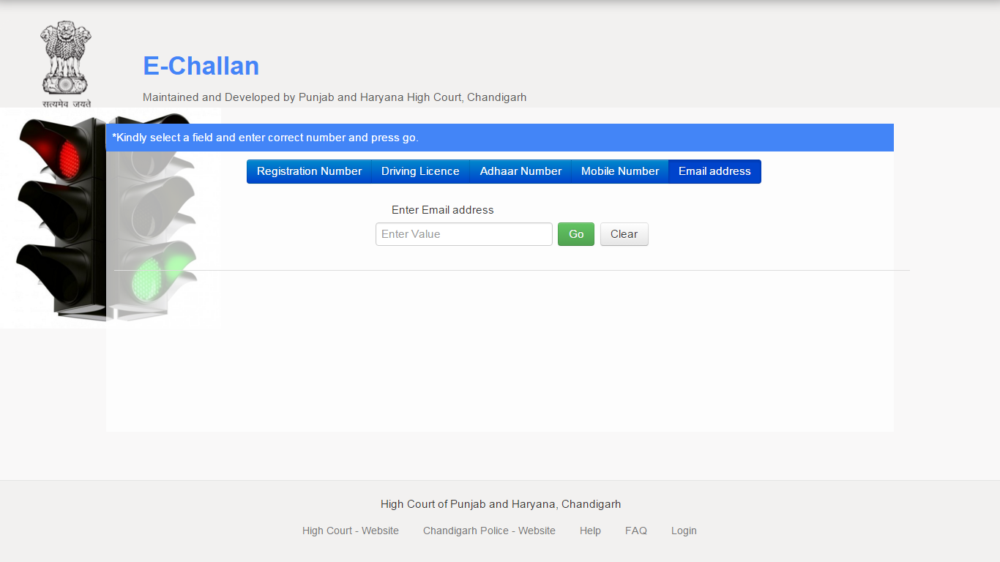 सत्यमेव जयते
E-Challan
Maintained and Developed by Punjab and Haryana High Court, Chandigarh
*Kindly select a field and enter correct number and press go.
Registration Number Driving Licence Adhaar Number Mobile Number Email address
Enter Email address
Enter Value Go Clear
High Court of Punjab and Haryana, Chandigarh
High Court - Website Chandigarh Police - Website Help FAQ Login